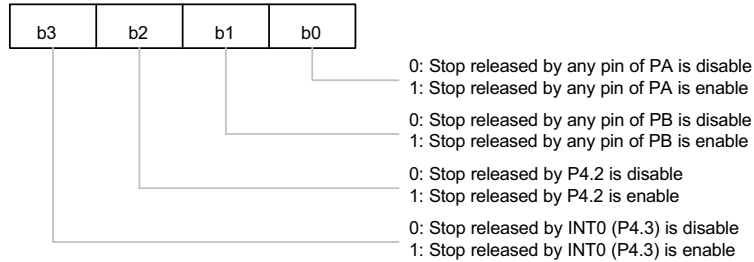 b3 b2 b1 b0
0: Stop released by any pin of PA is disable
1: Stop released by any pin of PA is enable
0: Stop released by any pin of PB is disable
1: Stop released by any pin of PB is enable
0: Stop released by P4.2 is disable
1: Stop released by P4.2 is enable
0: Stop released by INT0 (P4.3) is disable
1: Stop released by INT0 (P4.3) is enable